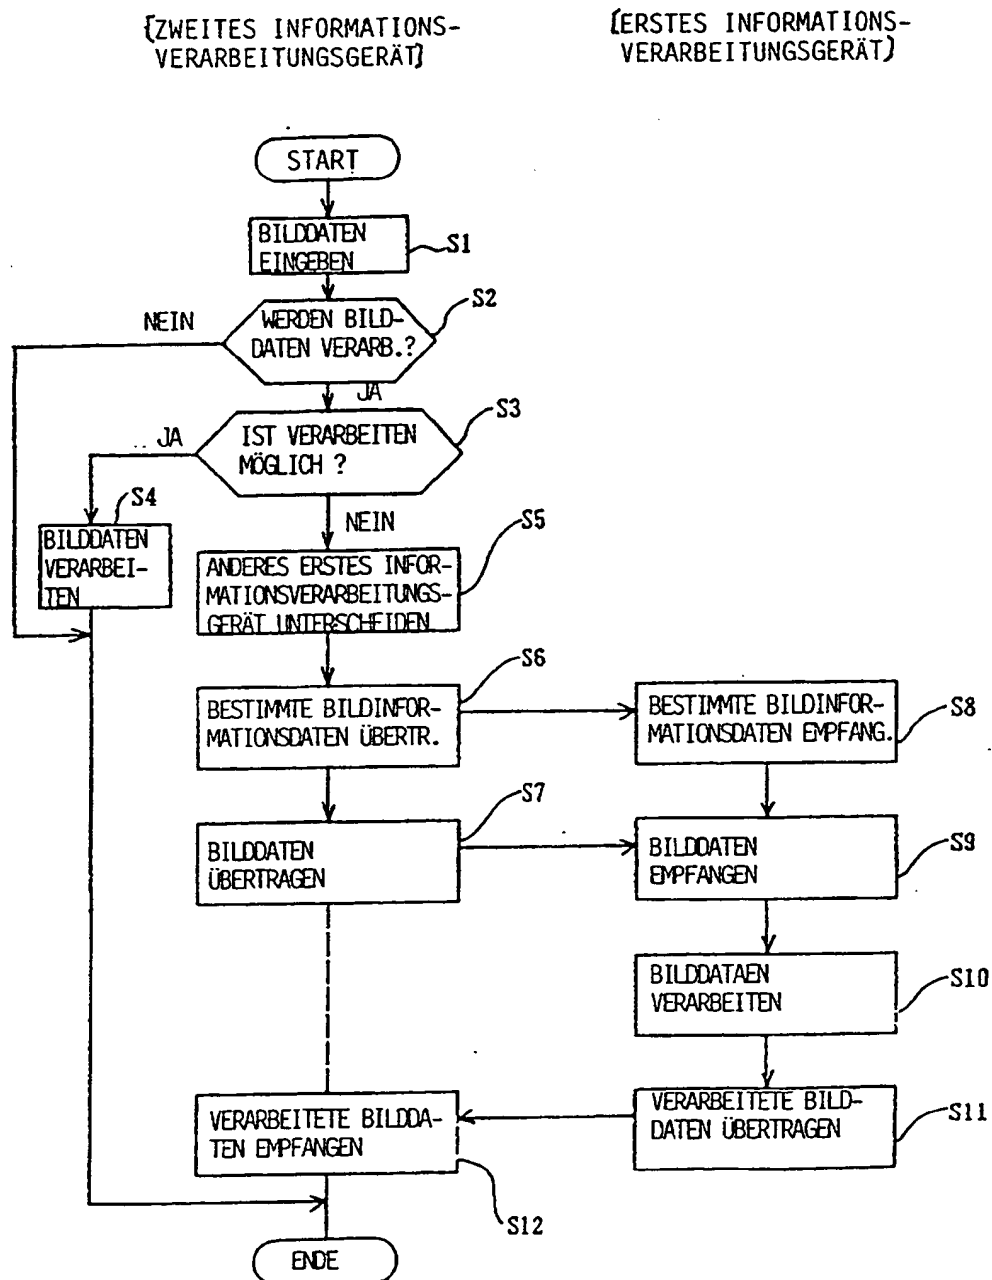 {ZWEITES INFORMATIONS-
VERARBEITUNGSGERÄT}
[ERSTES INFORMATIONS-
VERARBEITUNGSGERÄT]
START
BILDDATEN
EINGEBEN
S1
WERDEN BILD-
DATEN VERARB.?
S2
NEIN
JA
IST VERARBEITEN
MÖGLICH ?
S3
JA
NEIN
S4
BILDDATEN
VERARBEI-
TEN
ANDERES ERSTES INFOR-
MATIONSVERARBEITUNGS-
GERÄT UNTERSCHEIDEN
S5
BESTIMMTE BILDINFOR-
MATIONSDATEN ÜBERTR.
S6
BESTIMMTE BILDINFOR-
MATIONSDATEN EMPFANG.
S8
BILDDATEN
ÜBERTRAGEN
S7
BILDDATEN
EMPFANGEN
S9
BILDDATAEN
VERARBEITEN
S10
VERARBEITETE BILD-
DATEN ÜBERTRAGEN
S11
VERARBEITETE BILDDA-
TEN EMPFANGEN
S12
ENDE